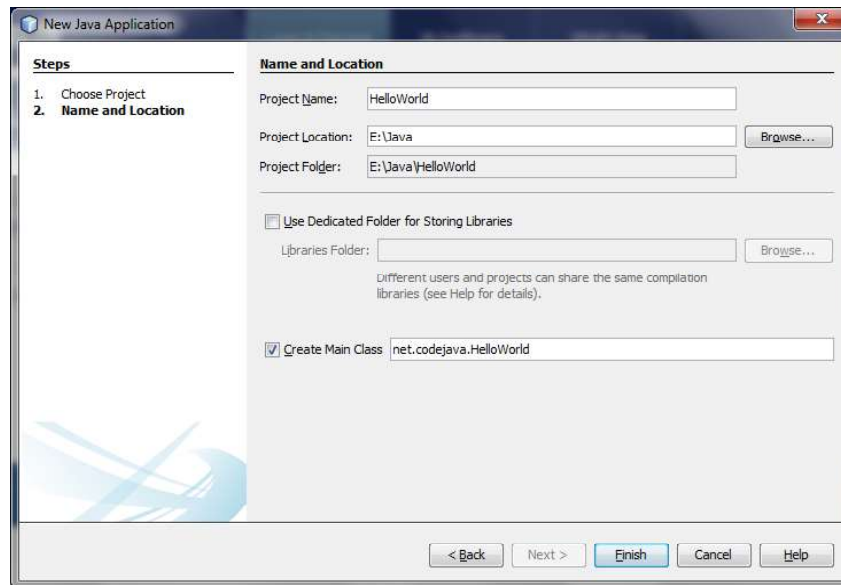 New Java Application
Steps
1. Choose Project
2. Name and Location
Name and Location
Project Name: HelloWorld
Project Location: E:\Java Browse...
Project Folder: E:\Java\HelloWorld
Use Dedicated Folder for Storing Libraries
Libraries Folder: Browse...
Different users and projects can share the same compilation
libraries (see Help for details).
Create Main Class net.codejava.HelloWorld
< Back Next > Finish Cancel Help